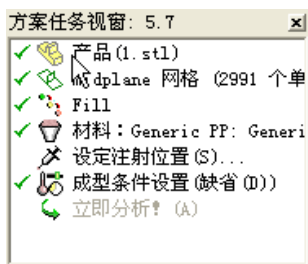 方案任务视窗: 5.7
产品(1.stl)
Mdplane 网格 (2991 个单
Fill
材料：Generic PP: Generi
设定注射位置(S)...
成型条件设置(缺省(D))
立即分析! (A)